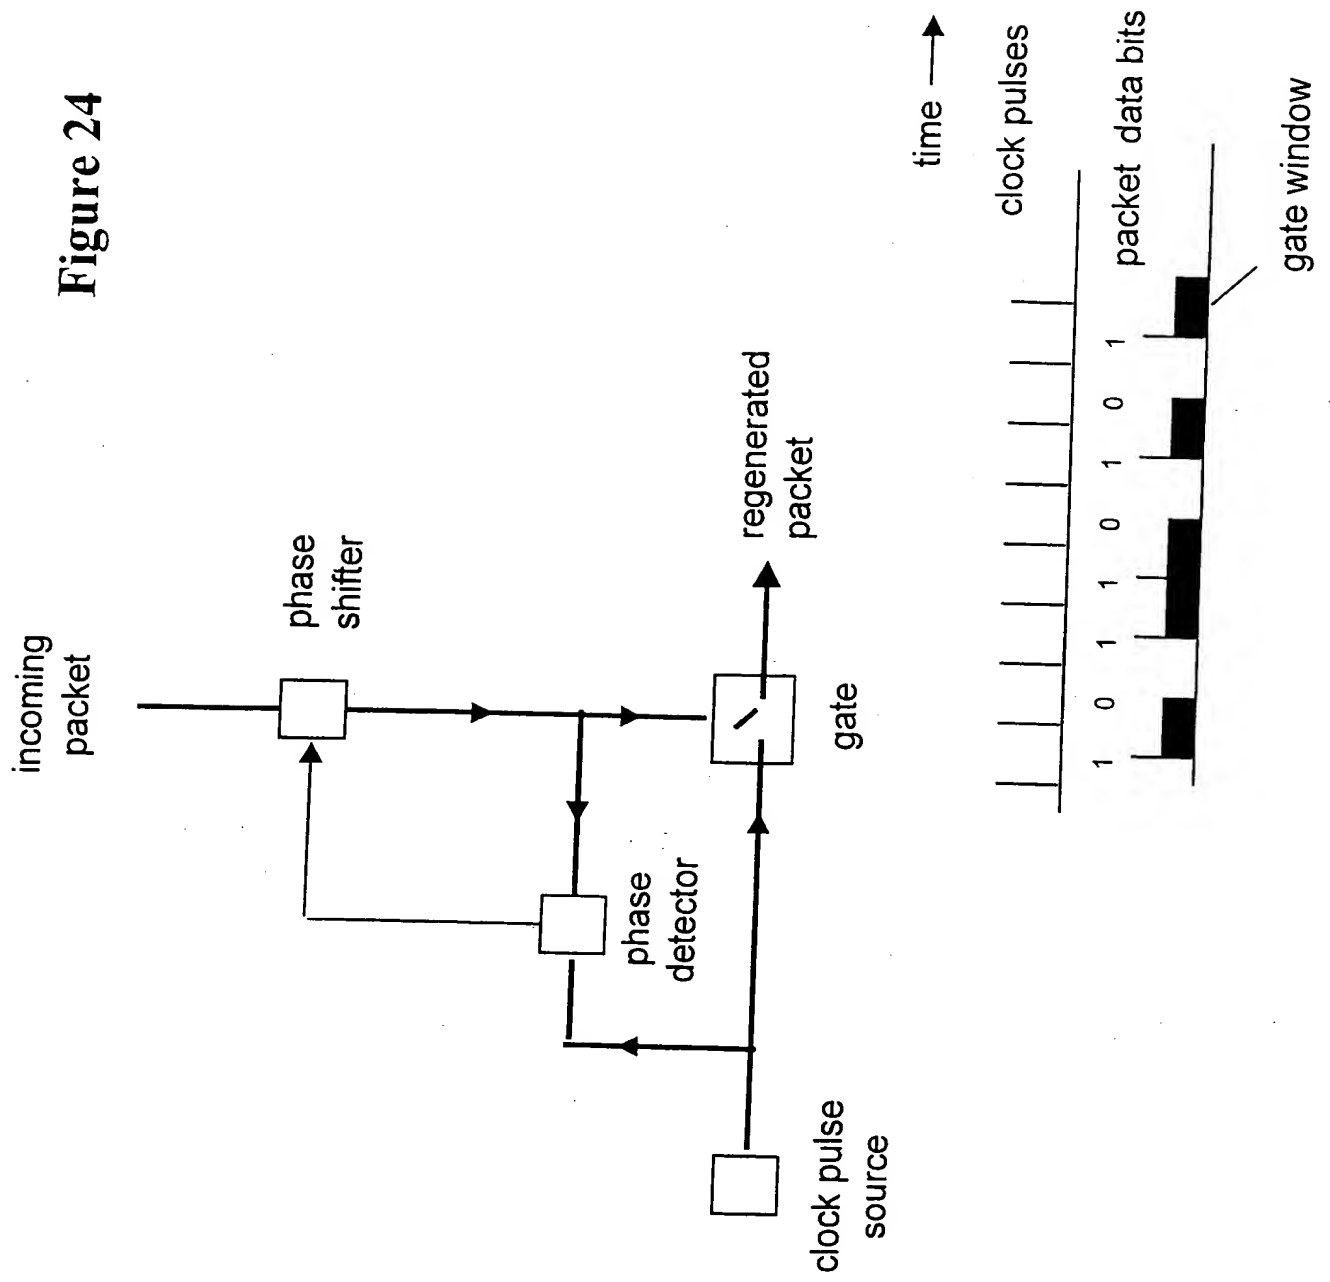 Figure 24
incoming
packet
phase
shifter
phase
detector
clock pulse
source
gate
regenerated
packet
time
clock pulses
packet data bits
1 0 1 1 0 1 0 1
gate window